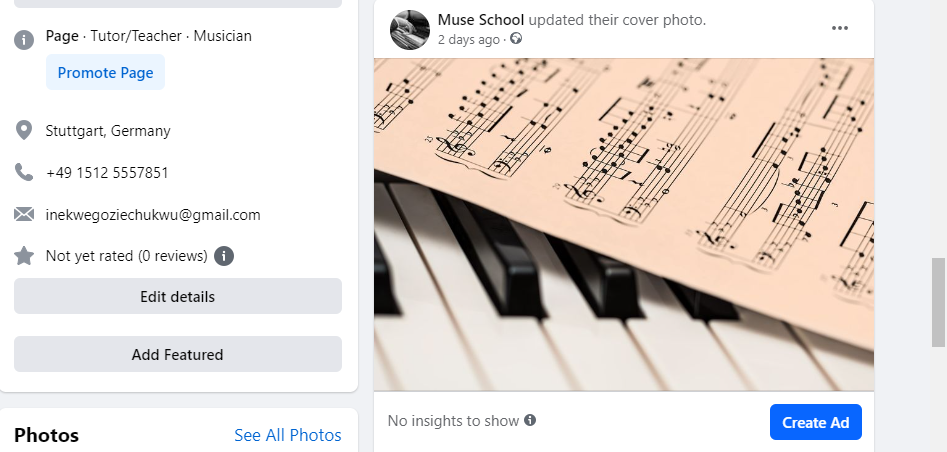 Page · Tutor/Teacher · Musician
Promote Page
Stuttgart, Germany
+49 1512 5557851
inekwegoziechukwu@gmail.com
Not yet rated (0 reviews)
Edit details
Add Featured
Photos
See All Photos
Muse School updated their cover photo.
2 days ago ·
No insights to show
Create Ad